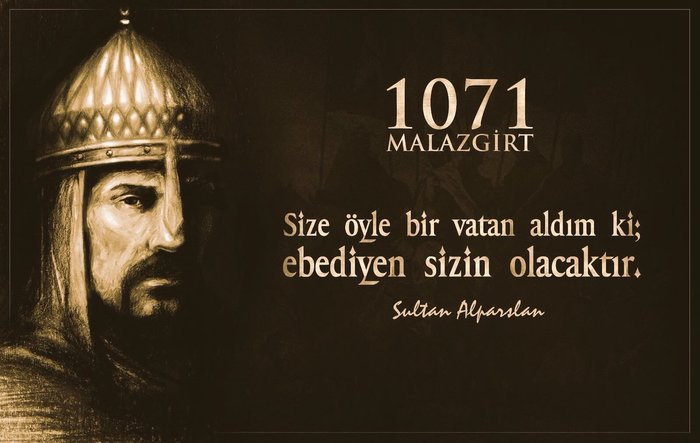 1071
MALAZGİRT
Size öyle bir vatan aldım ki;
ebediyen sizin olacaktır.
Sultan Alparslan